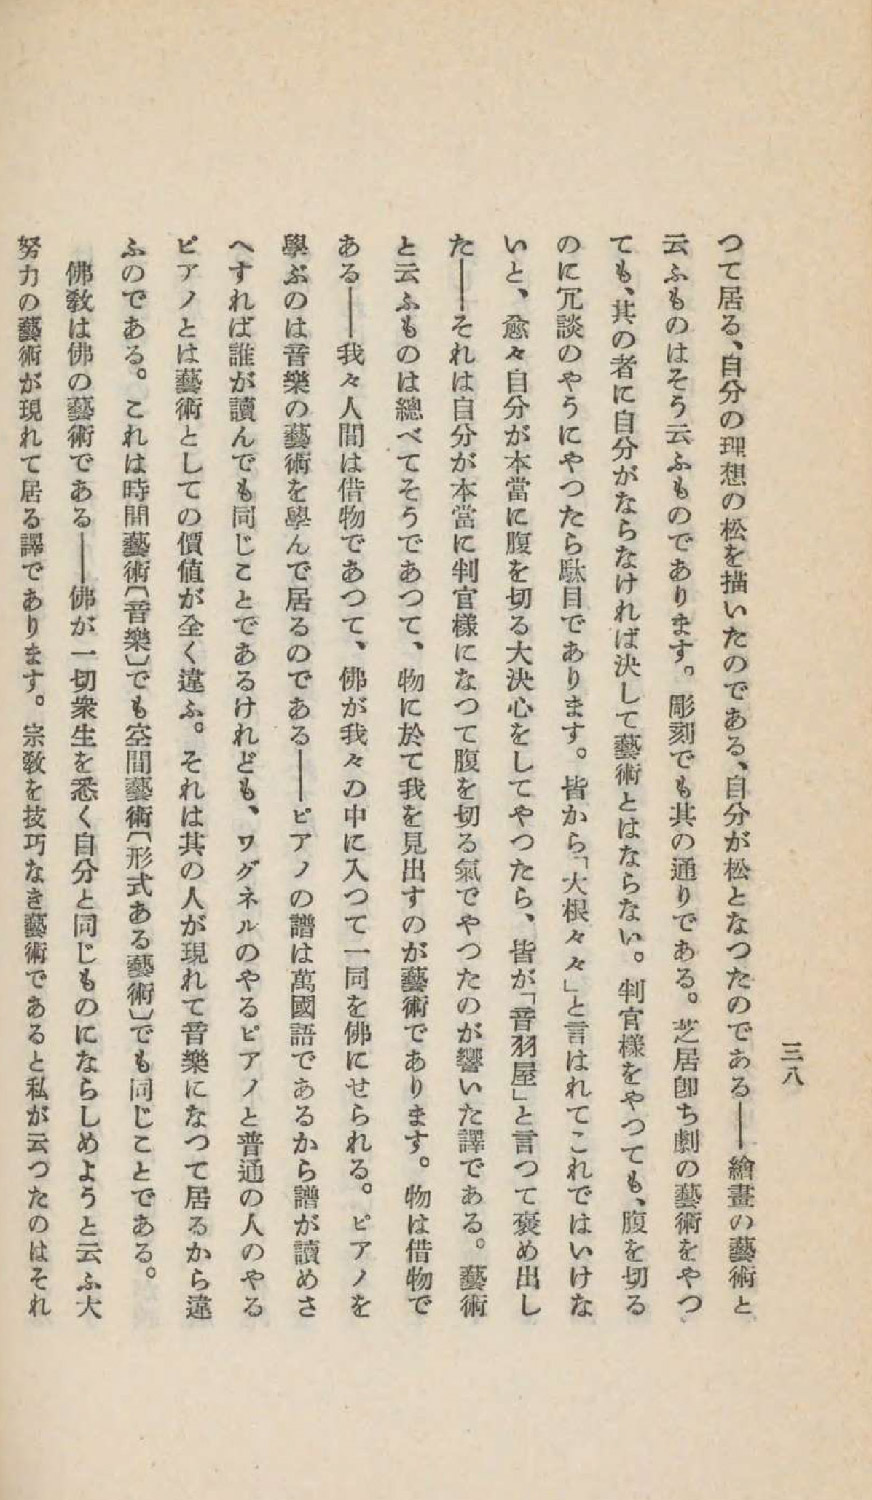 三八
つて居る、自分の理想の松を描いたのである、自分が松となつたのである――繪畫の藝術と
云ふものはそう云ふものであります。彫刻でも其の通りである。芝居卽ち劇の藝術をやつ
ても、其の者に自分がならなければ決して藝術とはならない。判官樣をやつても、腹を切る
のに冗談のやうにやつたら駄目であります。皆から「大根々々」と言はれてこれではいけな
いと、愈々自分が本當に腹を切る大決心をしてやつたら、皆が「音羽屋」と言つて褒め出し
た――それは自分が本當に判官樣になつて腹を切る氣でやつたのが響いた譯である。藝術
と云ふものは總べてそうであつて、物に於て我を見出すのが藝術であります。物は借物で
ある――我々人間は借物であつて、佛が我々の中に入つて一同を佛にせられる。ピアノを
學ぶのは音樂の藝術を學んで居るのである――ピアノの譜は萬國語であるから譜が讀めさ
へすれば誰が讀んでも同じことであるけれども、ワグネルのやるピアノと普通の人のやる
ピアノとは藝術としての價値が全く違ふ。それは其の人が現れて音樂になつて居るから違
ふのである。これは時間藝術〔音樂〕でも空間藝術〔形式ある藝術〕でも同じことである。
佛敎は佛の藝術である――佛が一切衆生を悉く自分と同じものにならしめようと云ふ大
努力の藝術が現れて居る譯であります。宗敎を技巧なき藝術であると私が云つたのはそれ